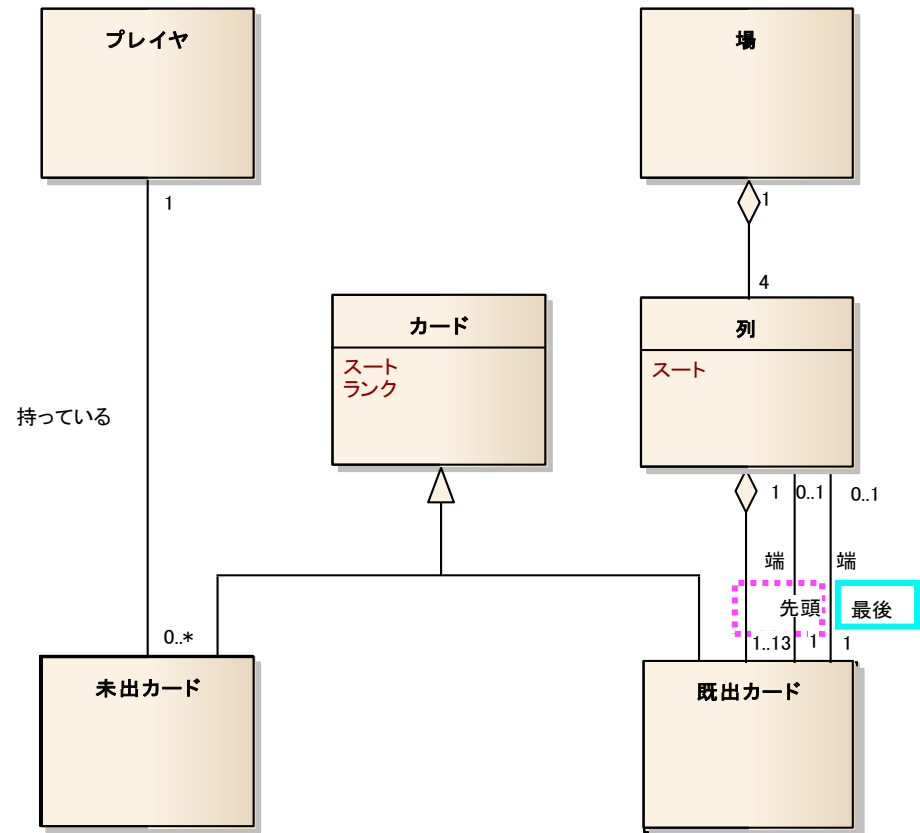 プレイヤ
場
1
1
4
カード
列
スート
ランク
スート
持っている
1
0..1
0..1
端
端
先頭
最後
0..*
1..13
1
1
未出カード
既出カード